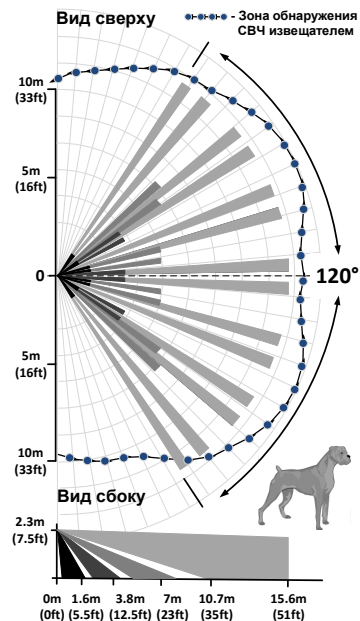 Вид сверху
- Зона обнаружения
СВЧ извещателем
10m
(33ft)
5m
(16ft)
0
120°
5m
(16ft)
10m
(33ft)
Вид сбоку
2.3m
(7.5ft)
0m 1.6m 3.8m 7m 10.7m 15.6m
(0ft) (5.5ft) (12.5ft) (23ft) (35ft) (51ft)